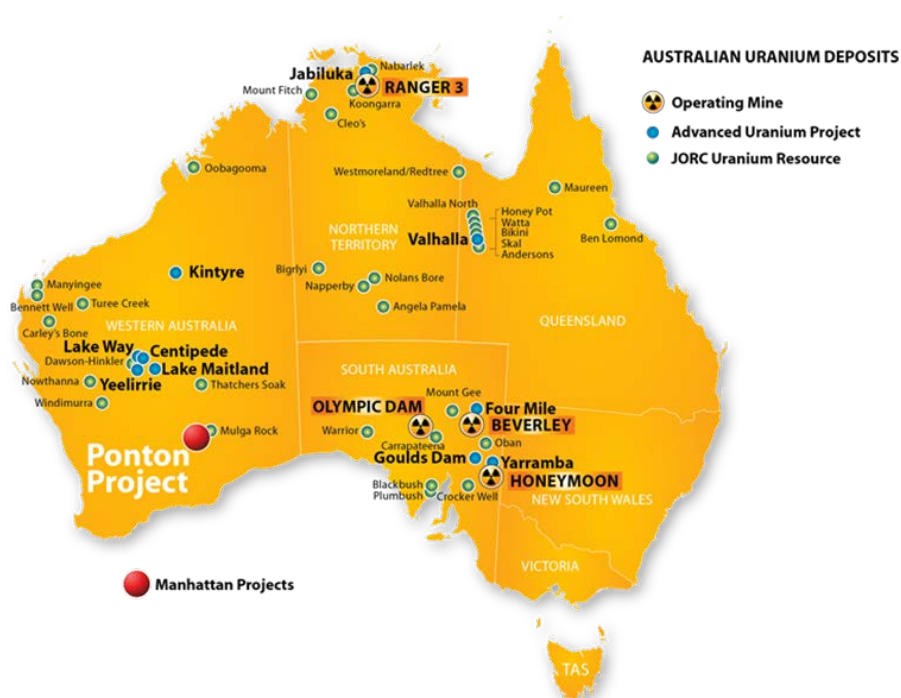 AUSTRALIAN URANIUM DEPOSITS
Operating Mine
Advanced Uranium Project
JORC Uranium Resource
Jabiluka
Nabarlek
RANGER 3
Mount Fitch
Koongarra
Cleo's
Oobagooma
Westmoreland/Redtree
Maureen
Valhalla North
Honey Pot
Watta
Bikini
Skal
Andersons
Ben Lomond
NORTHERN
TERRITORY
Valhalla
Kintyre
Bigrlyi
Nolans Bore
Napperby
Angela Pamela
Manyingee
Bennett Well
Turee Creek
Carley's Bone
WESTERN AUSTRALIA
QUEENSLAND
Lake Way
Centipede
Dawson-Hinkler
Lake Maitland
Nowthanna
Yeelirrie
Thatchers Soak
Windimurra
SOUTH AUSTRALIA
Mount Gee
OLYMPIC DAM
Four Mile
BEVERLEY
Warrior
Carrapateena
Oban
Mulga Rock
Ponton
Project
Goulds Dam
Yarramba
HONEYMOON
Blackbush
Plumbush
Crocker Well
NEW SOUTH WALES
VICTORIA
Manhattan Projects
TAS